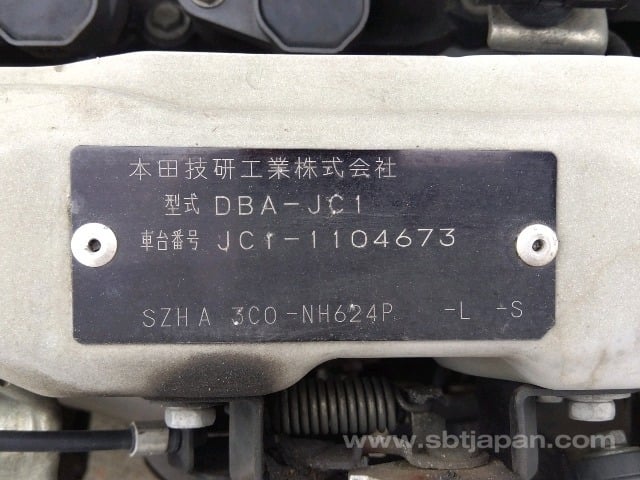 本田技研工業株式会社
型式 DBA-JC1
車台番号 JC1-1104673
SZHA 3C0-NH624P -L -S
www.sbtjapan.com